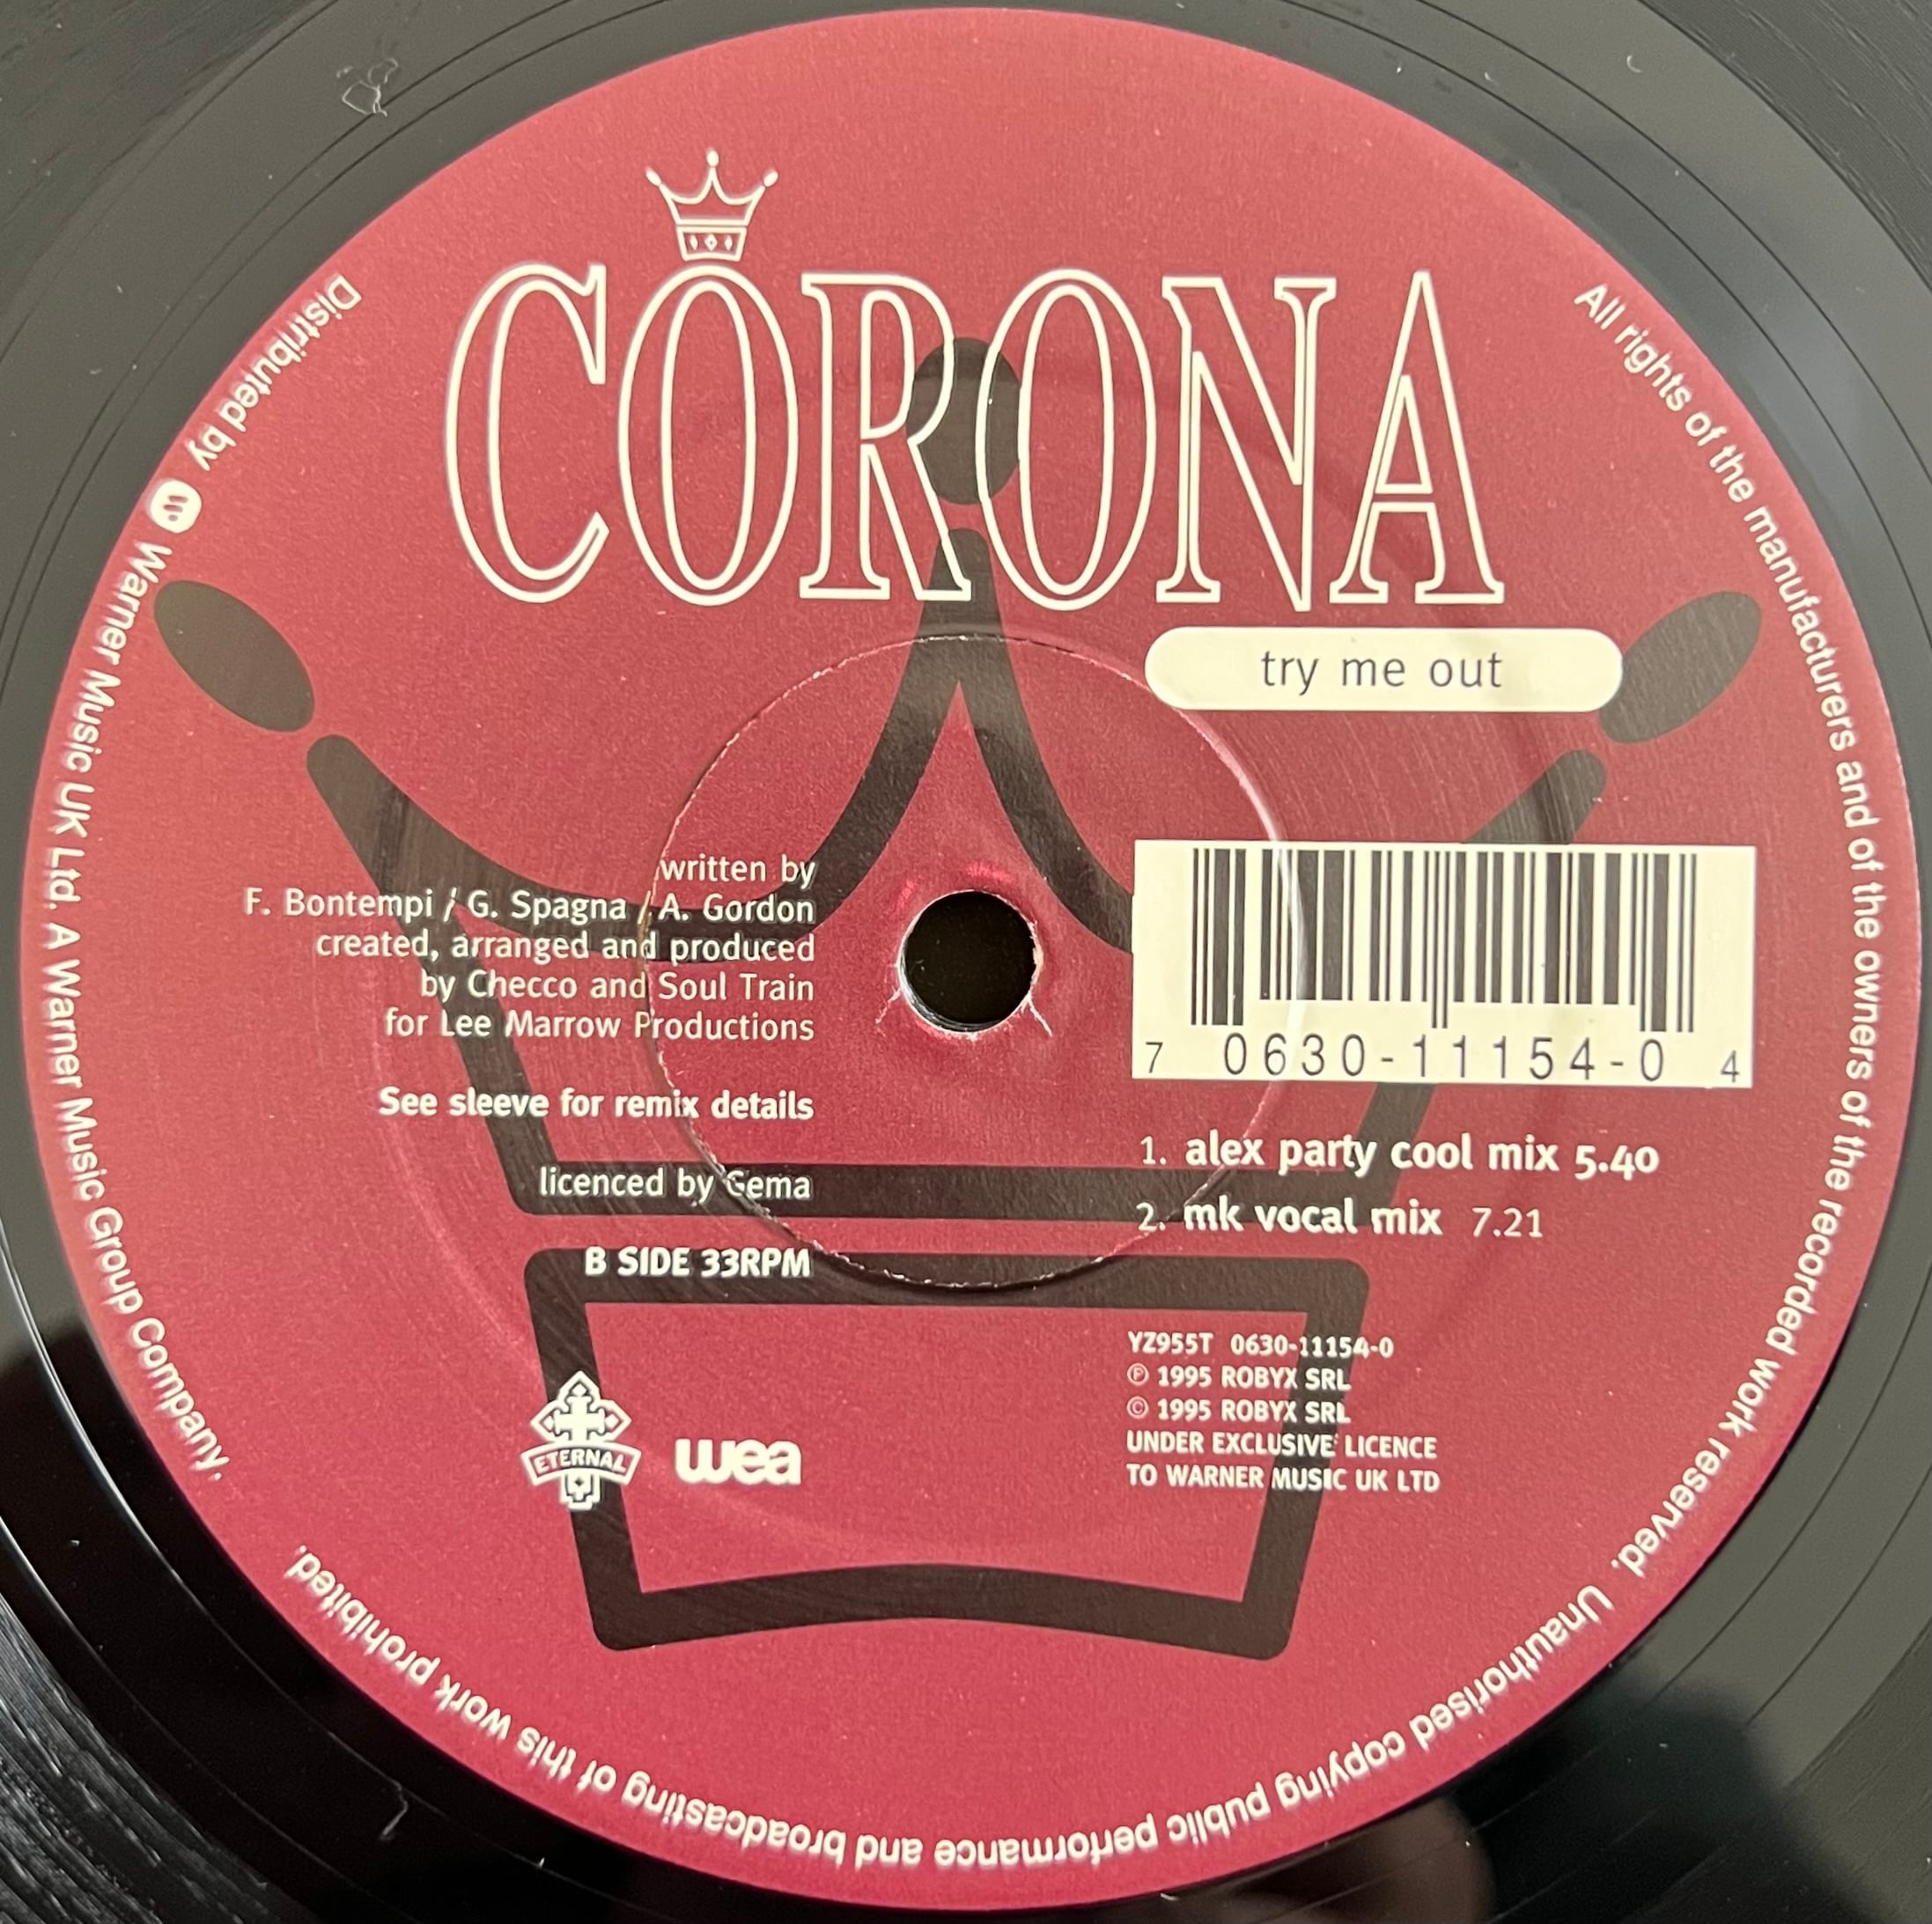 CORONA
try me out
written by
F. Bontempi / G. Spagna / A. Gordon
created, arranged and produced
by Checco and Soul Train
for Lee Marrow Productions
See sleeve for remix details
licenced by Gema
B SIDE 33RPM
ETERNAL
wea
7 0630-11154-0 4
1. alex party cool mix 5.40
2. mk vocal mix 7.21
YZ955T 0630-11154-0
℗ 1995 ROBYX SRL
© 1995 ROBYX SRL
UNDER EXCLUSIVE LICENCE
TO WARNER MUSIC UK LTD
All rights of the manufacturers and of the owners of the recorded work reserved. Unauthorised copying public performance and broadcasting of this work prohibited.
Distributed by w Warner Music UK Ltd. A Warner Music Group Company.